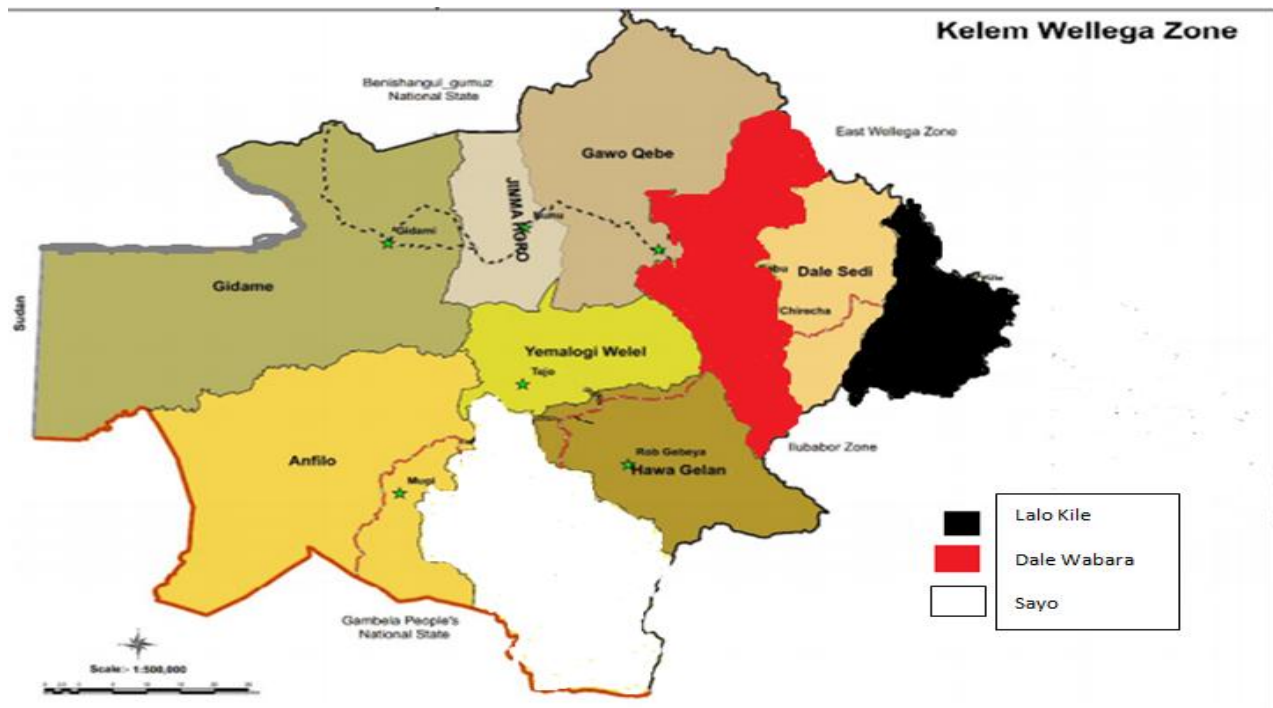 Kelem Wellega Zone
Benishangul_gumuz
National State
East Wellega Zone
Gawo Qebe
JINMA HORO
Gidami
Gidame
Dale Sedi
Chirecha
Sudan
Yemalogi Welel
Tajo
Ilubabor Zone
Rob Gebeya
Hawa Gelan
Anfilo
Mugi
Lalo Kile
Dale Wabara
Sayo
Gambela People's
National State
Scale:- 1:500,000